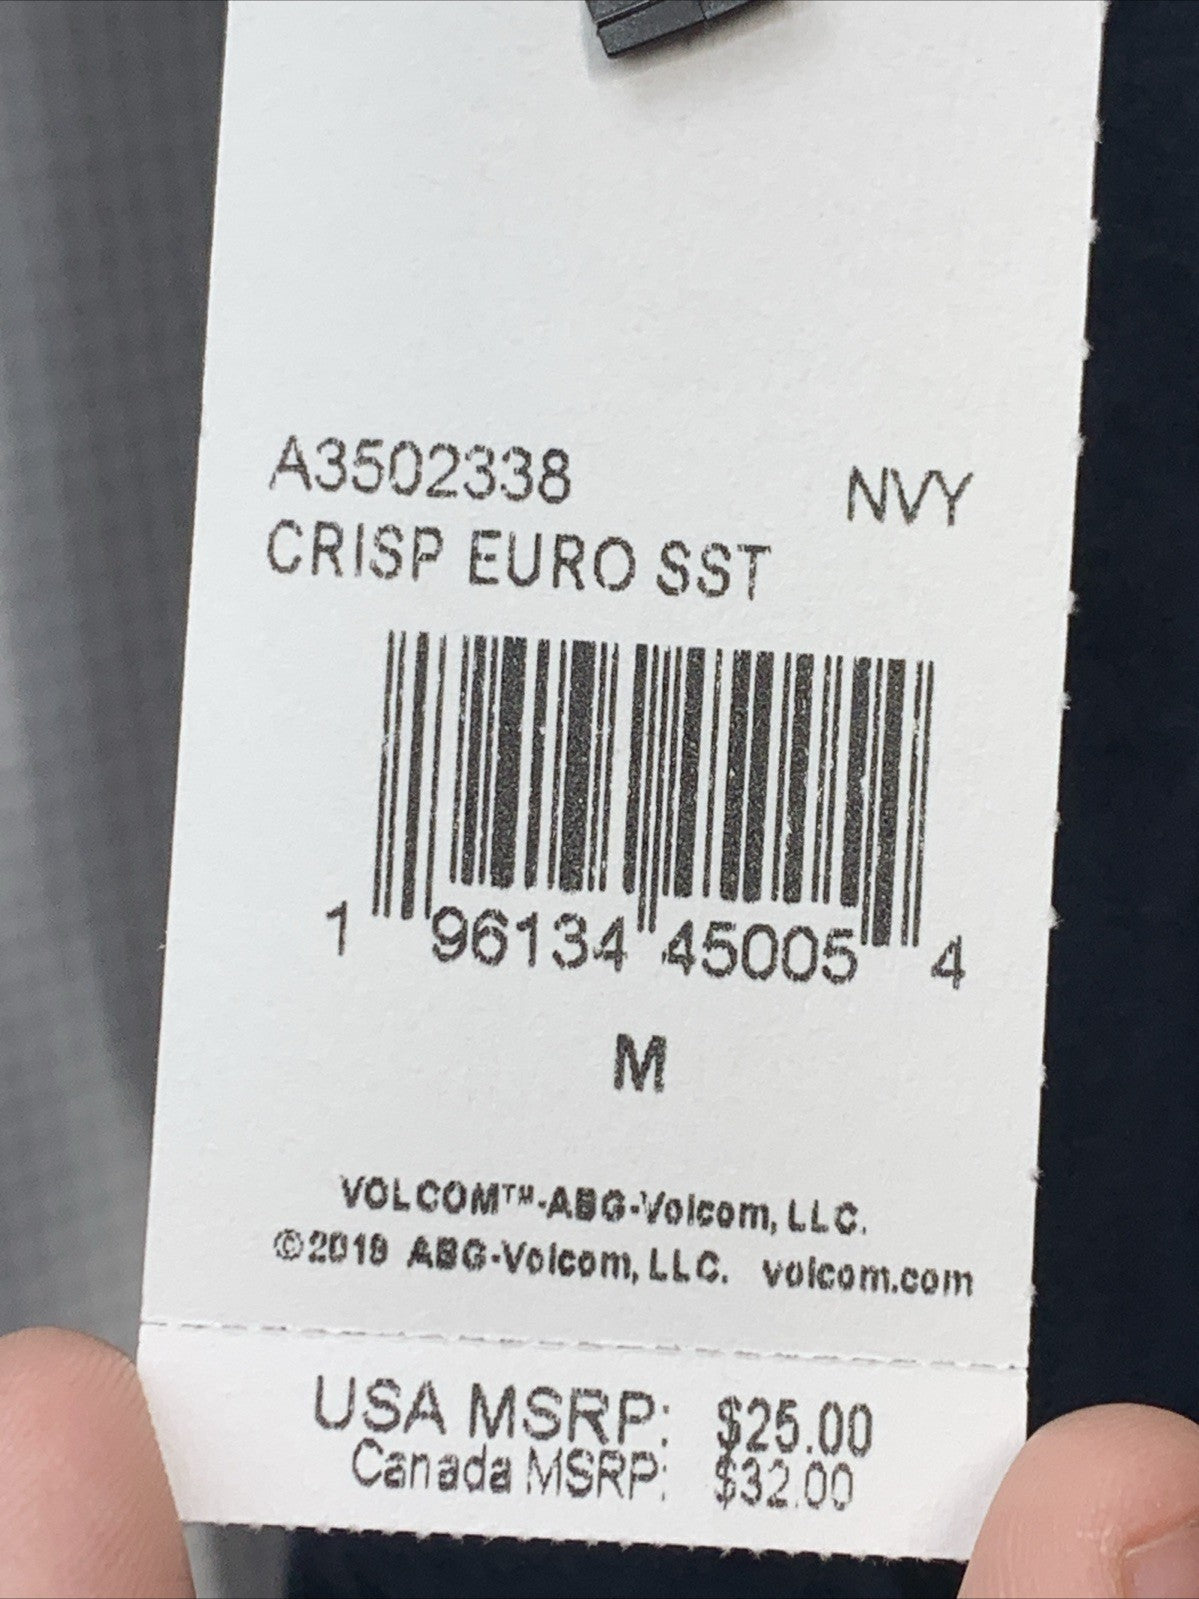 A3502338 NVY
CRISP EURO SST
1 96134 45005 4
M
VOLCOM™-ABG-Volcom, LLC.
©2019 ABG-Volcom, LLC. volcom.com
USA MSRP: $25.00
Canada MSRP: $32.00